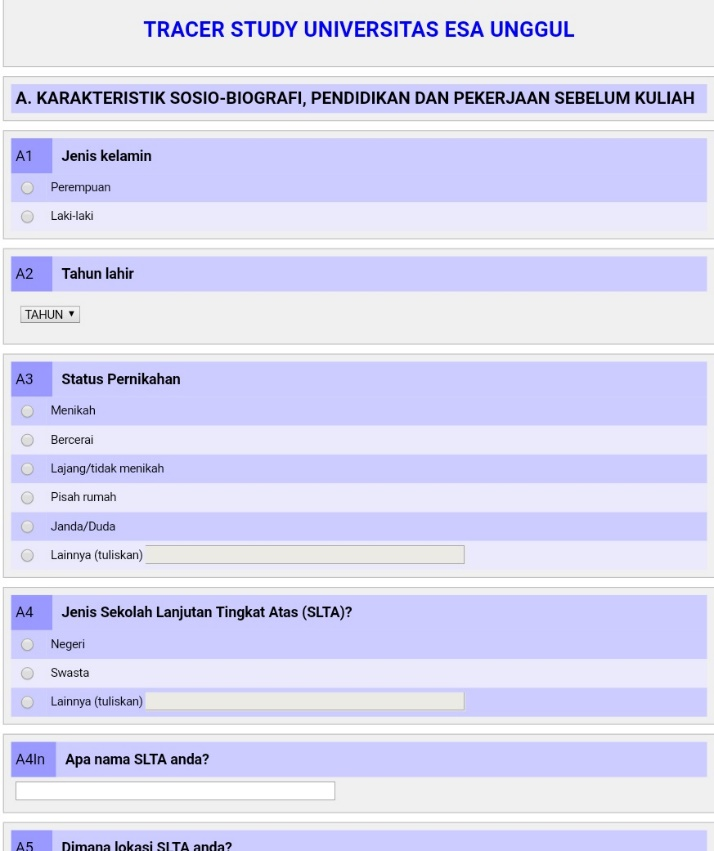 TRACER STUDY UNIVERSITAS ESA UNGGUL
A. KARAKTERISTIK SOSIO-BIOGRAFI, PENDIDIKAN DAN PEKERJAAN SEBELUM KULIAH
A1 Jenis kelamin
Perempuan
Laki-laki
A2 Tahun lahir
TAHUN
A3 Status Pernikahan
Menikah
Bercerai
Lajang/tidak menikah
Pisah rumah
Janda/Duda
Lainnya (tuliskan)
A4 Jenis Sekolah Lanjutan Tingkat Atas (SLTA)?
Negeri
Swasta
Lainnya (tuliskan)
A4In Apa nama SLTA anda?
A5 Dimana lokasi SLTA anda?